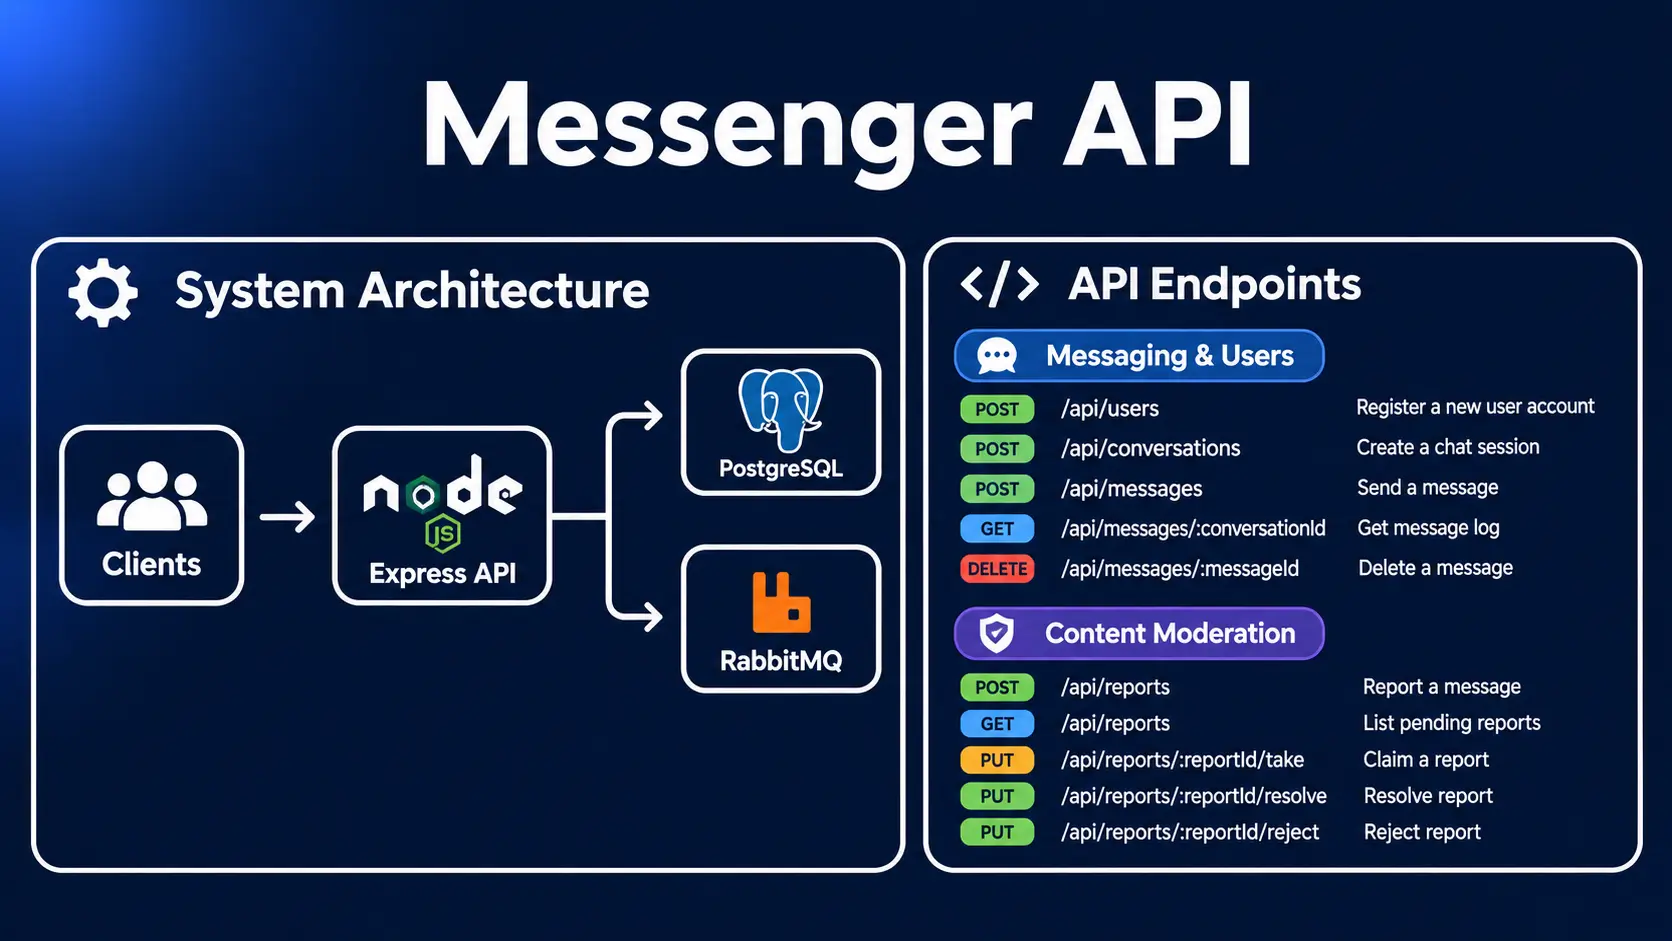 Messenger API
System Architecture
Clients
node
JS
Express API
PostgreSQL
RabbitMQ
API Endpoints
Messaging & Users
POST /api/users Register a new user account
POST /api/conversations Create a chat session
POST /api/messages Send a message
GET /api/messages/:conversationId Get message log
DELETE /api/messages/:messageId Delete a message
Content Moderation
POST /api/reports Report a message
GET /api/reports List pending reports
PUT /api/reports/:reportId/take Claim a report
PUT /api/reports/:reportId/resolve Resolve report
PUT /api/reports/:reportId/reject Reject report